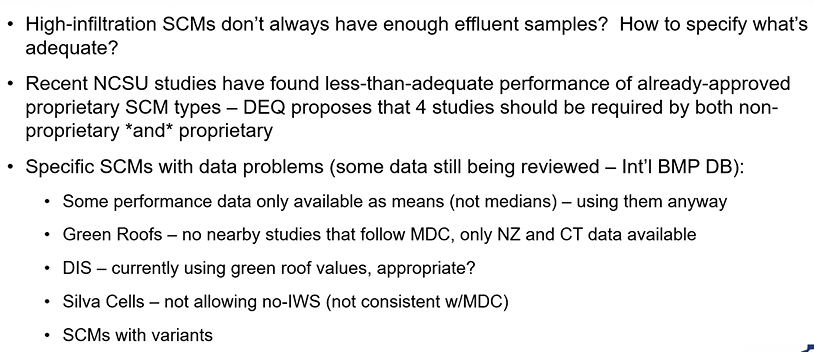 • High-infiltration SCMs don’t always have enough effluent samples?  How to specify what’s
adequate?
• Recent NCSU studies have found less-than-adequate performance of already-approved
proprietary SCM types – DEQ proposes that 4 studies should be required by both non-
proprietary *and* proprietary
• Specific SCMs with data problems (some data still being reviewed – Int’l BMP DB):
• Some performance data only available as means (not medians) – using them anyway
• Green Roofs – no nearby studies that follow MDC, only NZ and CT data available
• DIS – currently using green roof values, appropriate?
• Silva Cells – not allowing no-IWS (not consistent w/MDC)
• SCMs with variants